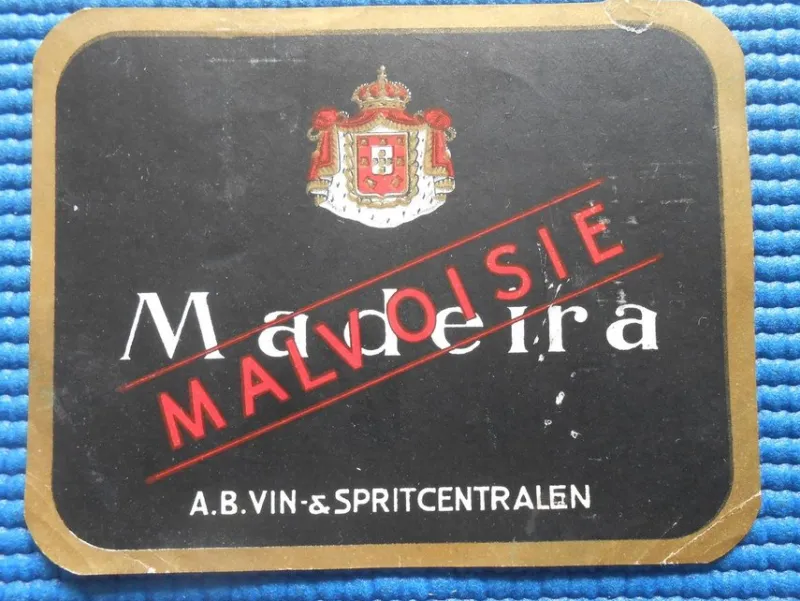 Madeira
MALVOISIE
A.B. VIN-& SPRITCENTRALEN